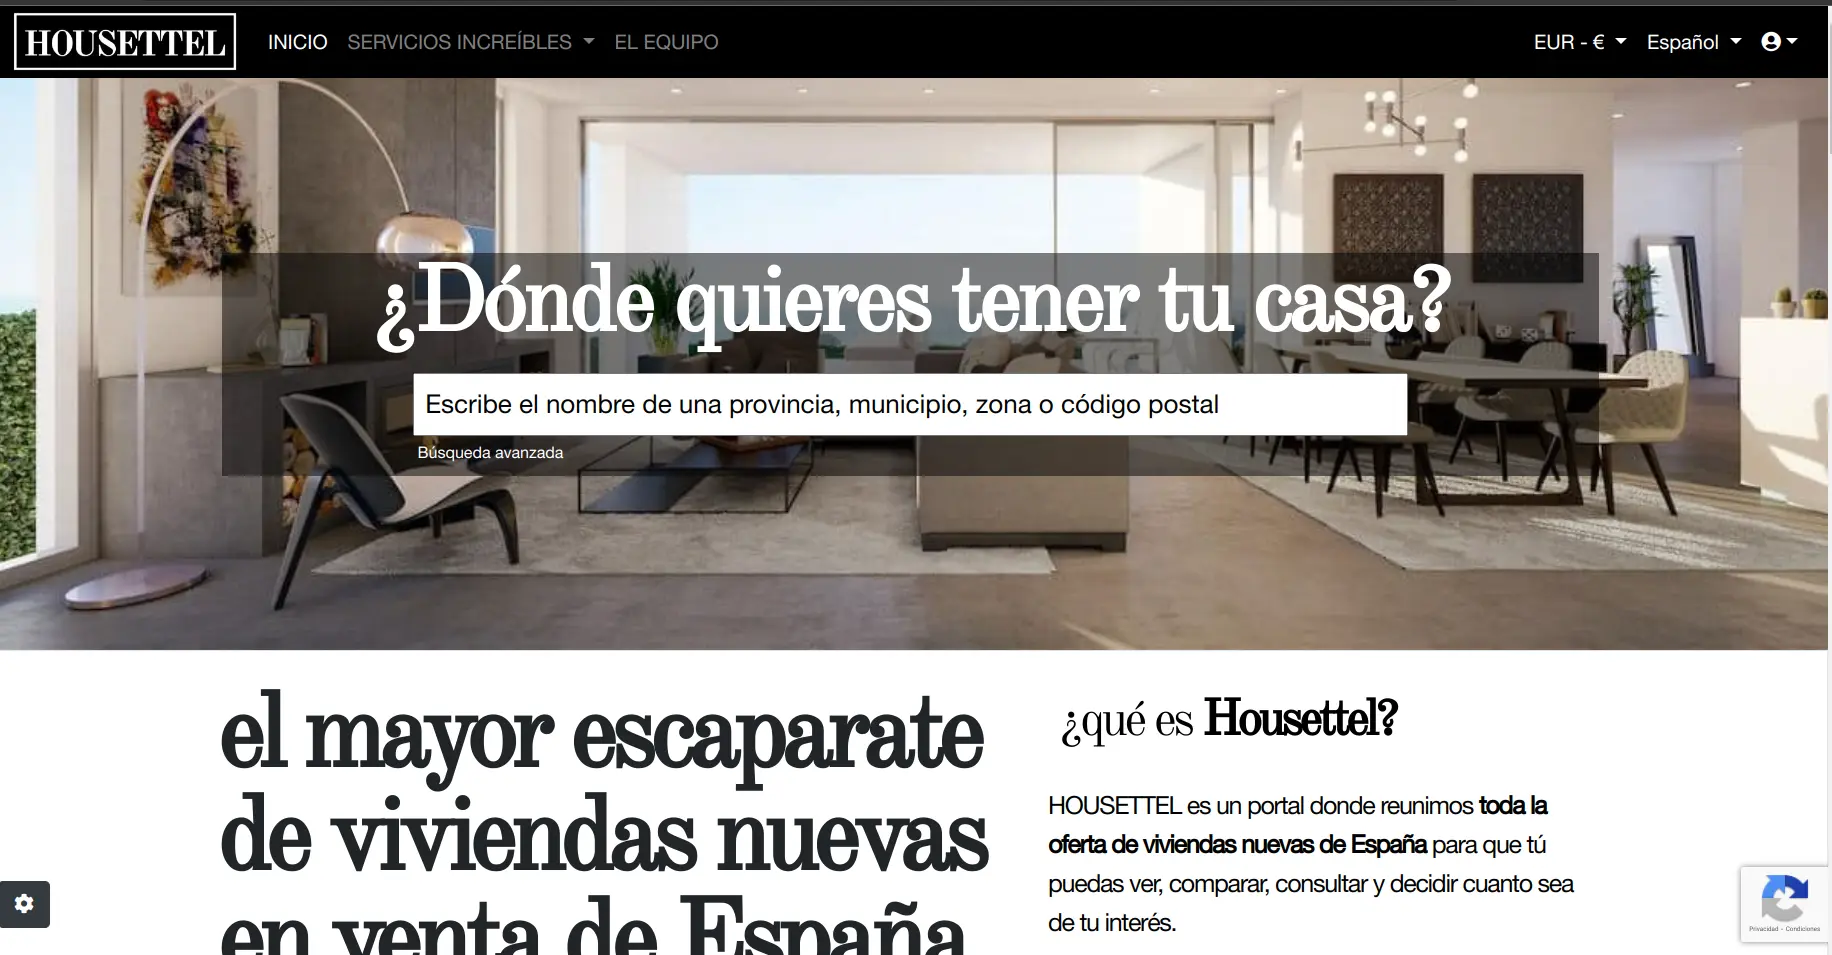 HOUSETTEL
INICIO
SERVICIOS INCREÍBLES
EL EQUIPO
EUR - €
Español
¿Dónde quieres tener tu casa?
Escribe el nombre de una provincia, municipio, zona o código postal
Búsqueda avanzada
el mayor escaparate
de viviendas nuevas
en venta de España
¿qué es Housettel?
HOUSETTEL es un portal donde reunimos toda la
oferta de viviendas nuevas de España para que tú
puedas ver, comparar, consultar y decidir cuanto sea
de tu interés.
Privacidad - Condiciones